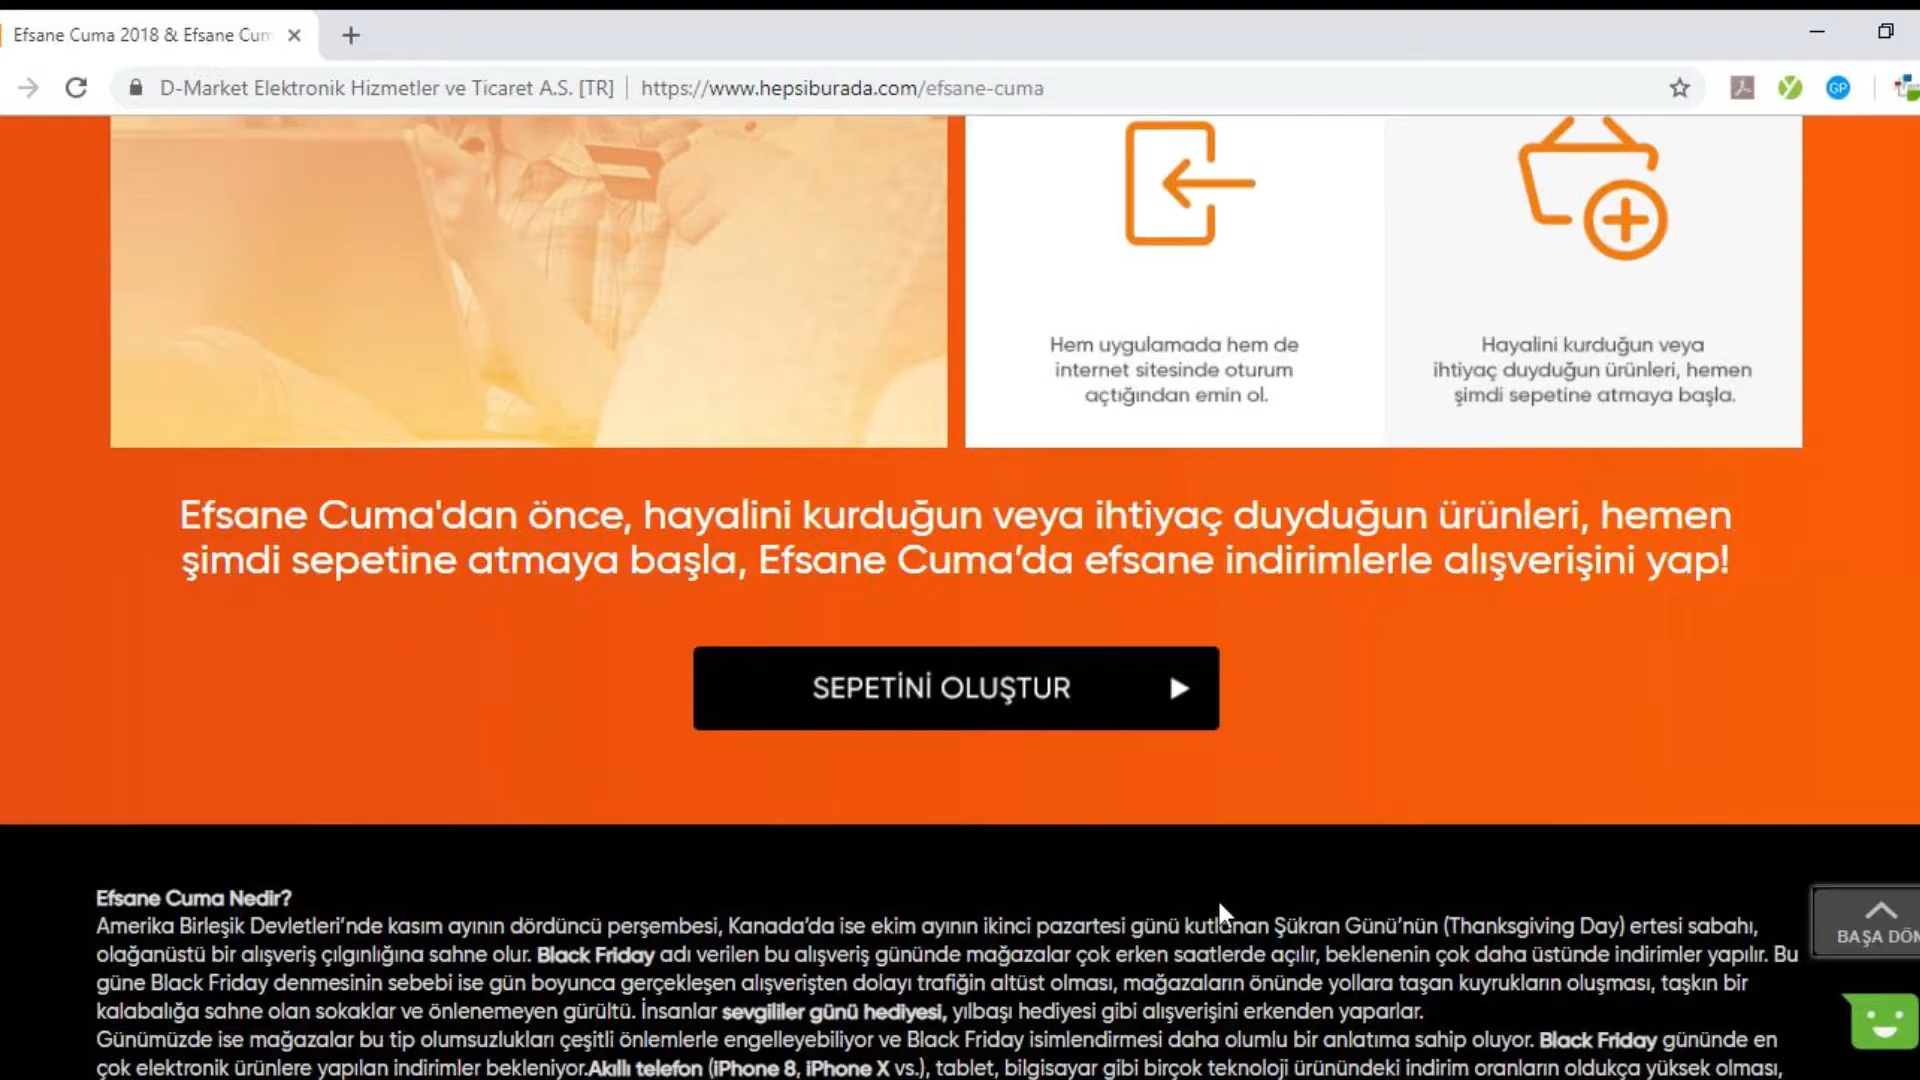 Efsane Cuma 2018 & Efsane Cum
D-Market Elektronik Hizmetler ve Ticaret A.S. [TR] | https://www.hepsiburada.com/efsane-cuma
GP
Hem uygulamada hem de
internet sitesinde oturum
açtığından emin ol.
Hayalini kurduğun veya
ihtiyaç duyduğun ürünleri, hemen
şimdi sepetine atmaya başla.
Efsane Cuma'dan önce, hayalini kurduğun veya ihtiyaç duyduğun ürünleri, hemen
şimdi sepetine atmaya başla, Efsane Cuma’da efsane indirimlerle alışverişini yap!
SEPETİNİ OLUŞTUR
Efsane Cuma Nedir?
Amerika Birleşik Devletleri’nde kasım ayının dördüncü perşembesi, Kanada’da ise ekim ayının ikinci pazartesi günü kutlanan Şükran Günü’nün (Thanksgiving Day) ertesi sabahı,
olağanüstü bir alışveriş çılgınlığına sahne olur. Black Friday adı verilen bu alışveriş gününde mağazalar çok erken saatlerde açılır, beklenenin çok daha üstünde indirimler yapılır. Bu
güne Black Friday denmesinin sebebi ise gün boyunca gerçekleşen alışverişten dolayı trafiğin altüst olması, mağazaların önünde yollara taşan kuyrukların oluşması, taşkın bir
kalabalığa sahne olan sokaklar ve önlenemeyen gürültü. İnsanlar sevgililer günü hediyesi, yılbaşı hediyesi gibi alışverişini erkenden yaparlar.
Günümüzde ise mağazalar bu tip olumsuzlukları çeşitli önlemlerle engelleyebiliyor ve Black Friday isimlendirmesi daha olumlu bir anlatıma sahip oluyor. Black Friday gününde en
çok elektronik ürünlere yapılan indirimler bekleniyor.Akıllı telefon (iPhone 8, iPhone X vs.), tablet, bilgisayar gibi birçok teknoloji ürünündeki indirim oranların oldukça yüksek olması,
BAŞA DÖN